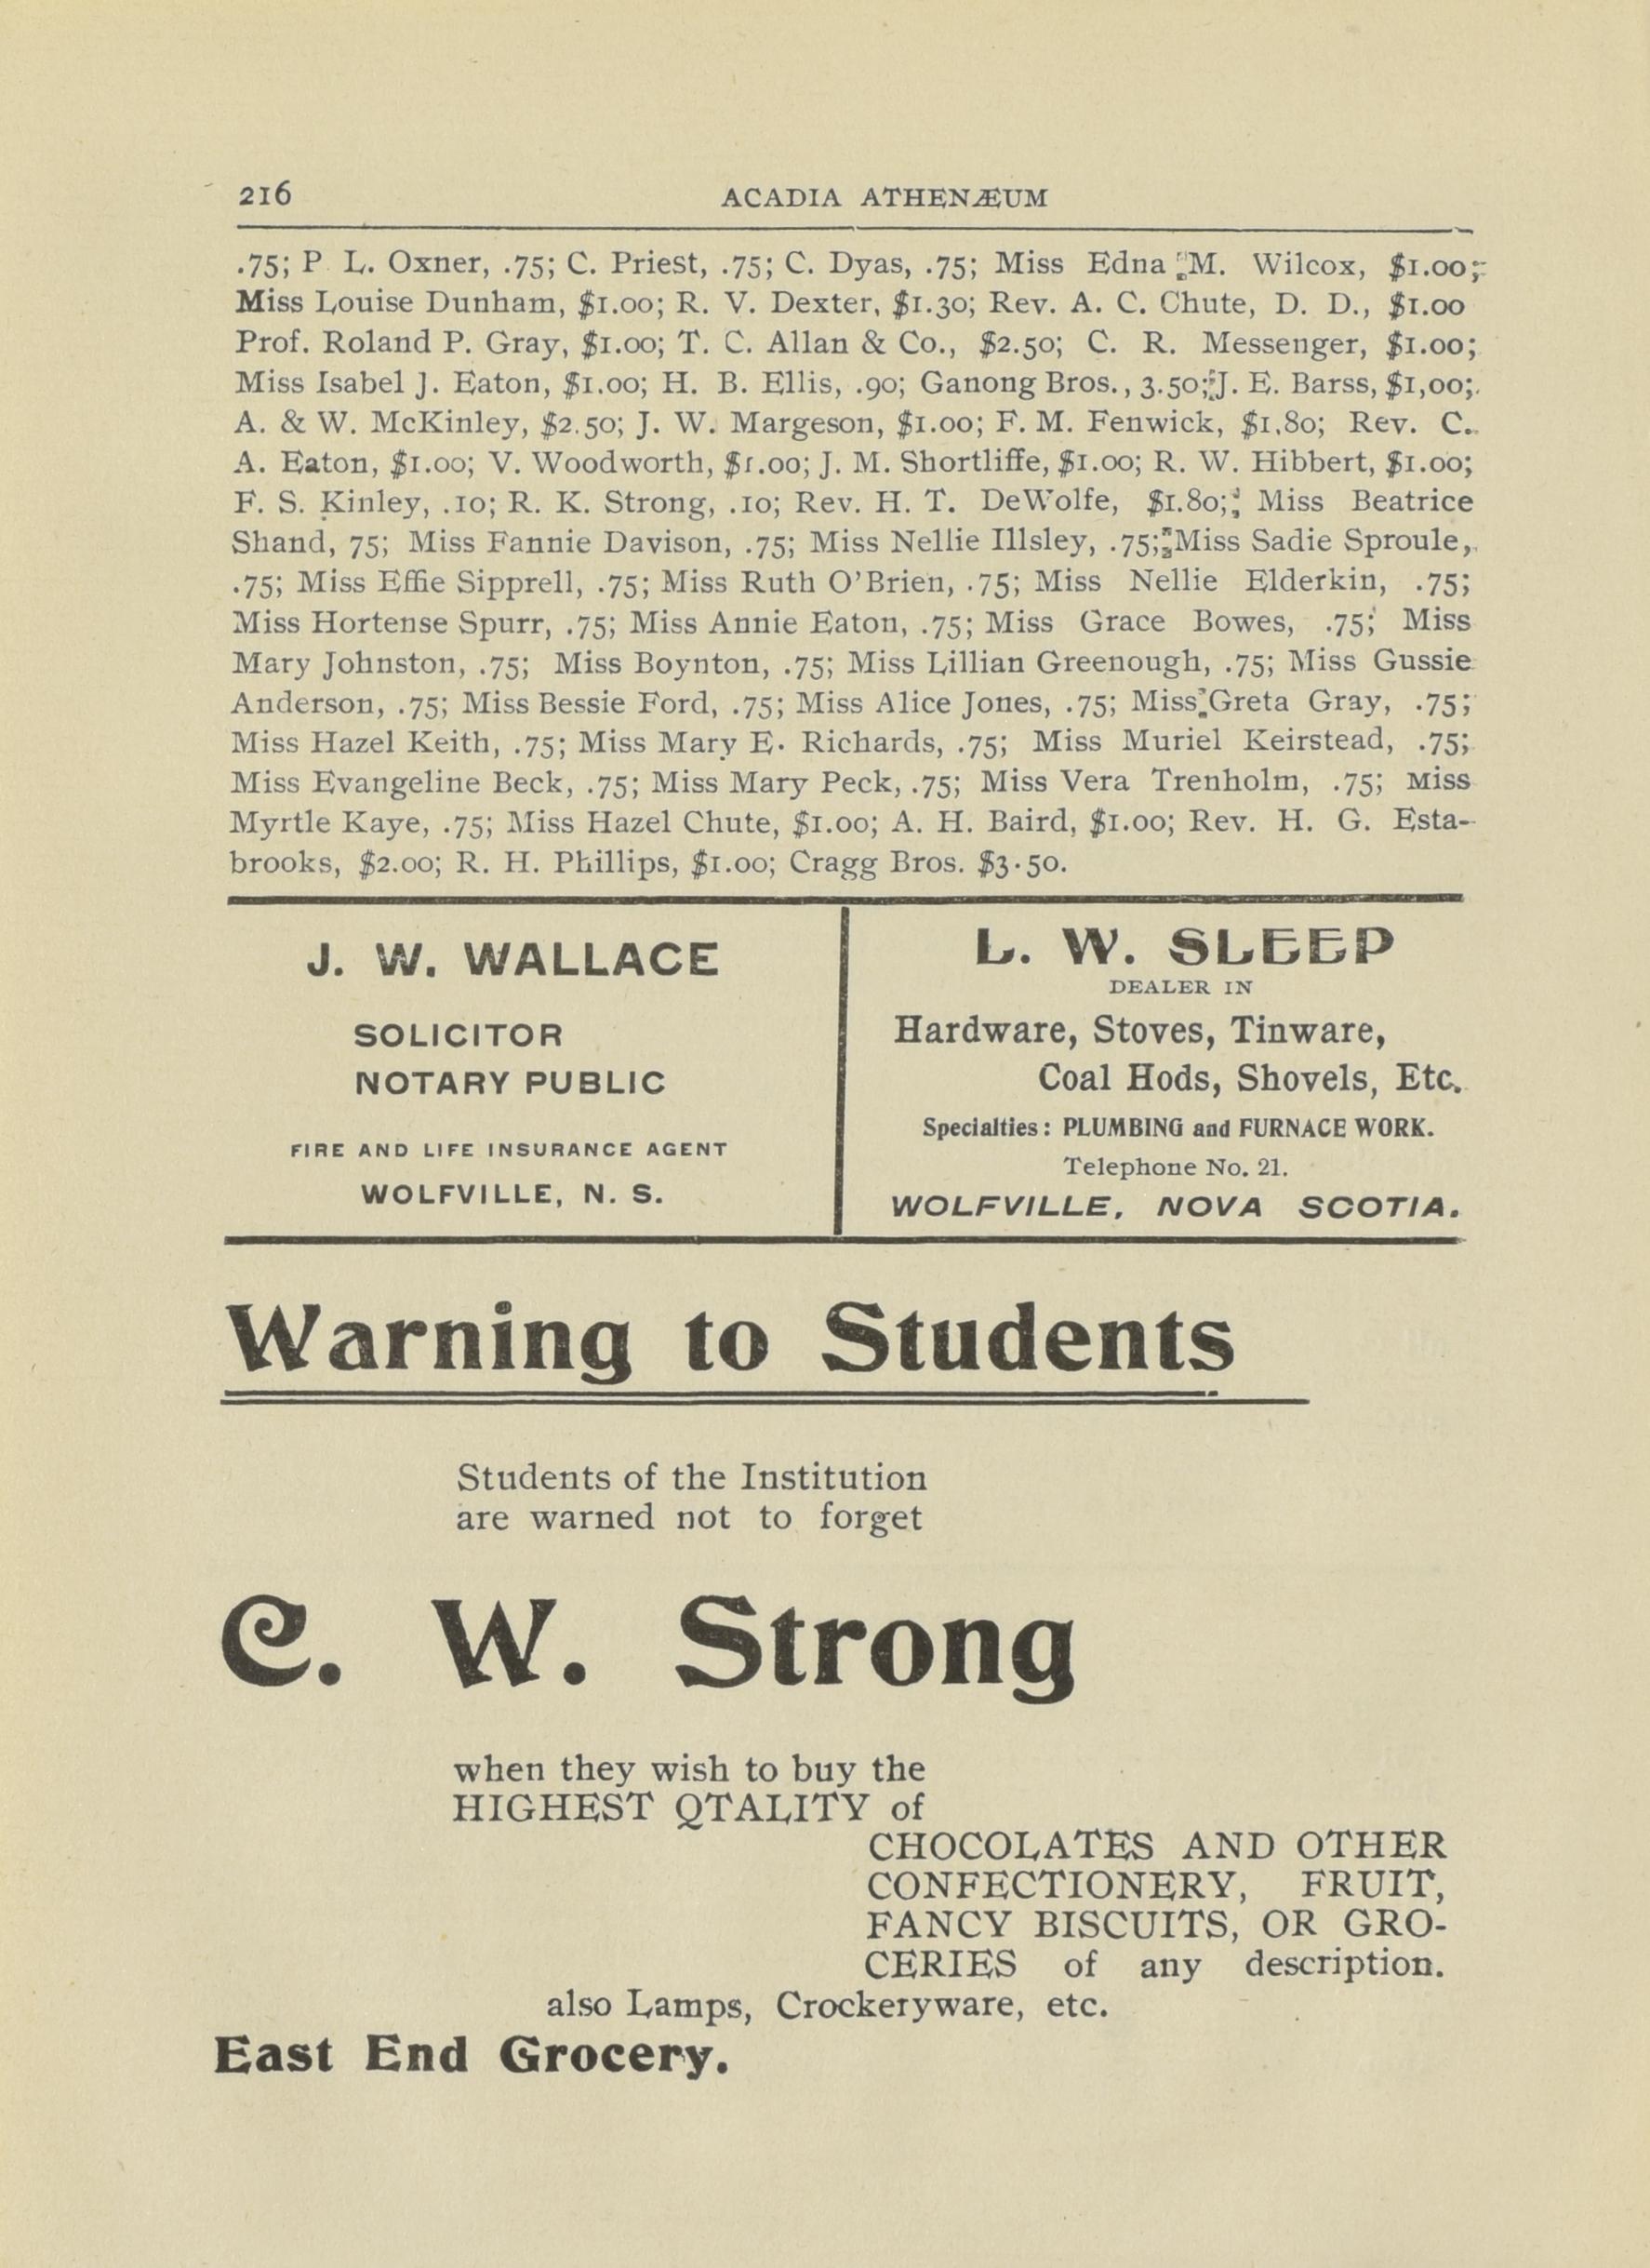 216
ACADIA ATHENÆUM
.75; P. L. Oxner, .75; C. Priest, .75; C. Dyas, .75; Miss Edna M. Wilcox, $1.00;
Miss Louise Dunham, $1.00; R. V. Dexter, $1.30; Rev. A. C. Chute, D. D., $1.00
Prof. Roland P. Gray, $1.00; T. C. Allan & Co., $2.50; C. R. Messenger, $1.00;
Miss Isabel J. Eaton, $1.00; H. B. Ellis, .90; Ganong Bros., 3.50; J. E. Barss, $1,00;
A. & W. McKinley, $2.50; J. W. Margeson, $1.00; F. M. Fenwick, $1.80; Rev. C.
A. Eaton, $1.00; V. Woodworth, $1.00; J. M. Shortliffe, $1.00; R. W. Hibbert, $1.00;
F. S. Kinley, .10; R. K. Strong, .10; Rev. H. T. DeWolfe, $1.80; Miss Beatrice
Shand, 75; Miss Fannie Davison, .75; Miss Nellie Illsley, .75; Miss Sadie Sproule,
.75; Miss Effie Sipprell, .75; Miss Ruth O'Brien, .75; Miss Nellie Elderkin, .75;
Miss Hortense Spurr, .75; Miss Annie Eaton, .75; Miss Grace Bowes, .75; Miss
Mary Johnston, .75; Miss Boynton, .75; Miss Lillian Greenough, .75; Miss Gussie
Anderson, .75; Miss Bessie Ford, .75; Miss Alice Jones, .75; Miss Greta Gray, .75;
Miss Hazel Keith, .75; Miss Mary E. Richards, .75; Miss Muriel Keirstead, .75;
Miss Evangeline Beck, .75; Miss Mary Peck, .75; Miss Vera Trenholm, .75; Miss
Myrtle Kaye, .75; Miss Hazel Chute, $1.00; A. H. Baird, $1.00; Rev. H. G. Esta-
brooks, $2.00; R. H. Phillips, $1.00; Cragg Bros. $3.50.
J. W. WALLACE
SOLICITOR
NOTARY PUBLIC
FIRE AND LIFE INSURANCE AGENT
WOLFVILLE, N. S.
L. W. SLEEP
DEALER IN
Hardware, Stoves, Tinware,
Coal Hods, Shovels, Etc.
Specialties: PLUMBING and FURNACE WORK.
Telephone No. 21.
WOLFVILLE, NOVA SCOTIA.
Warning to Students
Students of the Institution
are warned not to forget
C. W. Strong
when they wish to buy the
HIGHEST QTALITY of
CHOCOLATES AND OTHER
CONFECTIONERY, FRUIT,
FANCY BISCUITS, OR GRO-
CERIES of any description.
also Lamps, Crockeryware, etc.
East End Grocery.